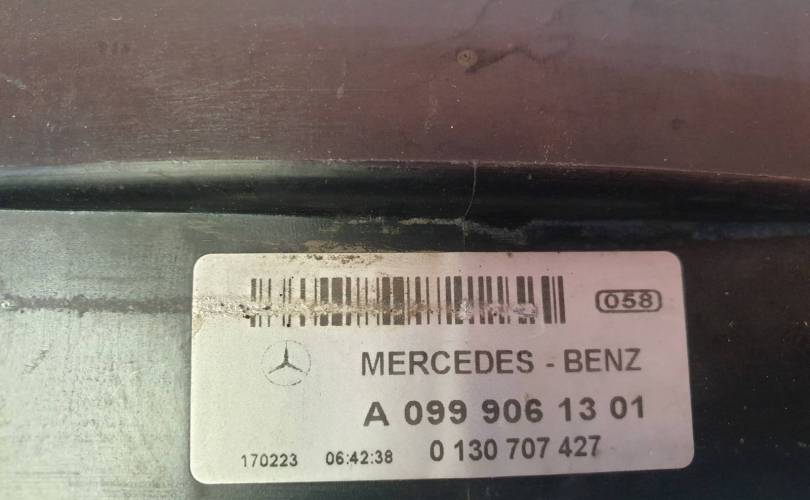 058
MERCEDES - BENZ
A 099 906 13 01
170223 06:42:38 0 130 707 427